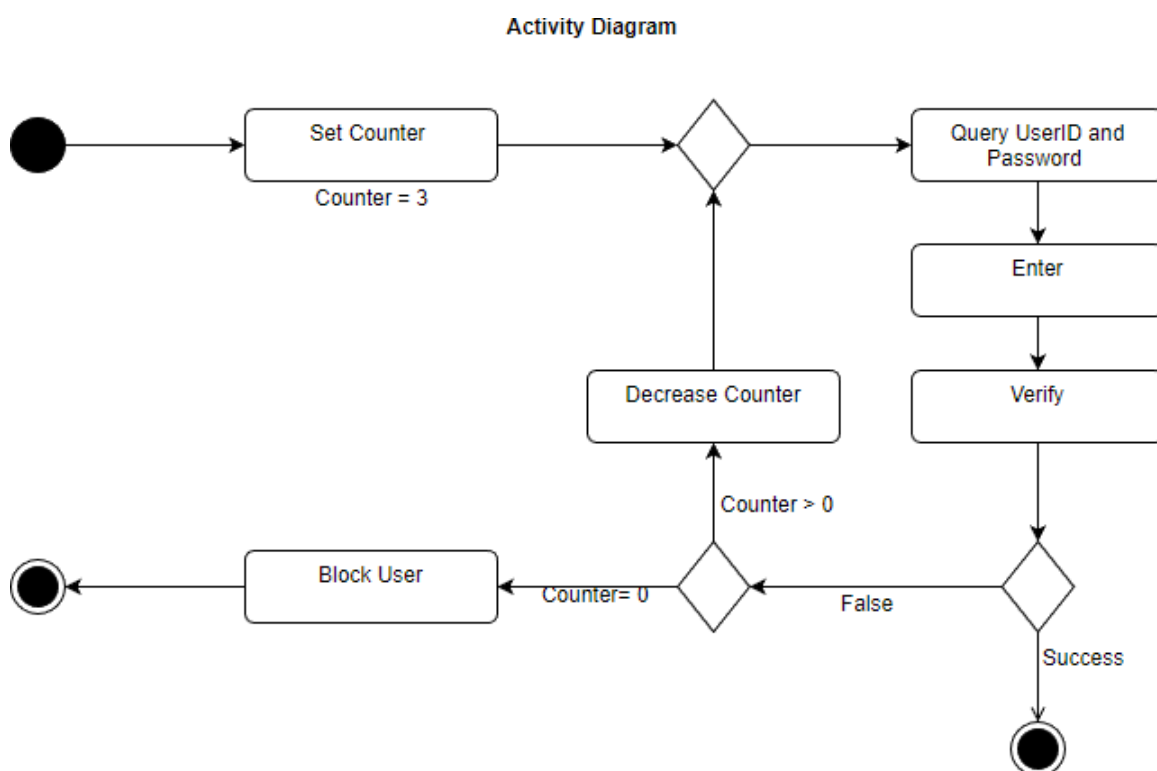 Activity Diagram
Set Counter
Counter = 3
Query UserID and
Password
Enter
Decrease Counter
Verify
Counter > 0
Block User
Counter= 0
False
Success